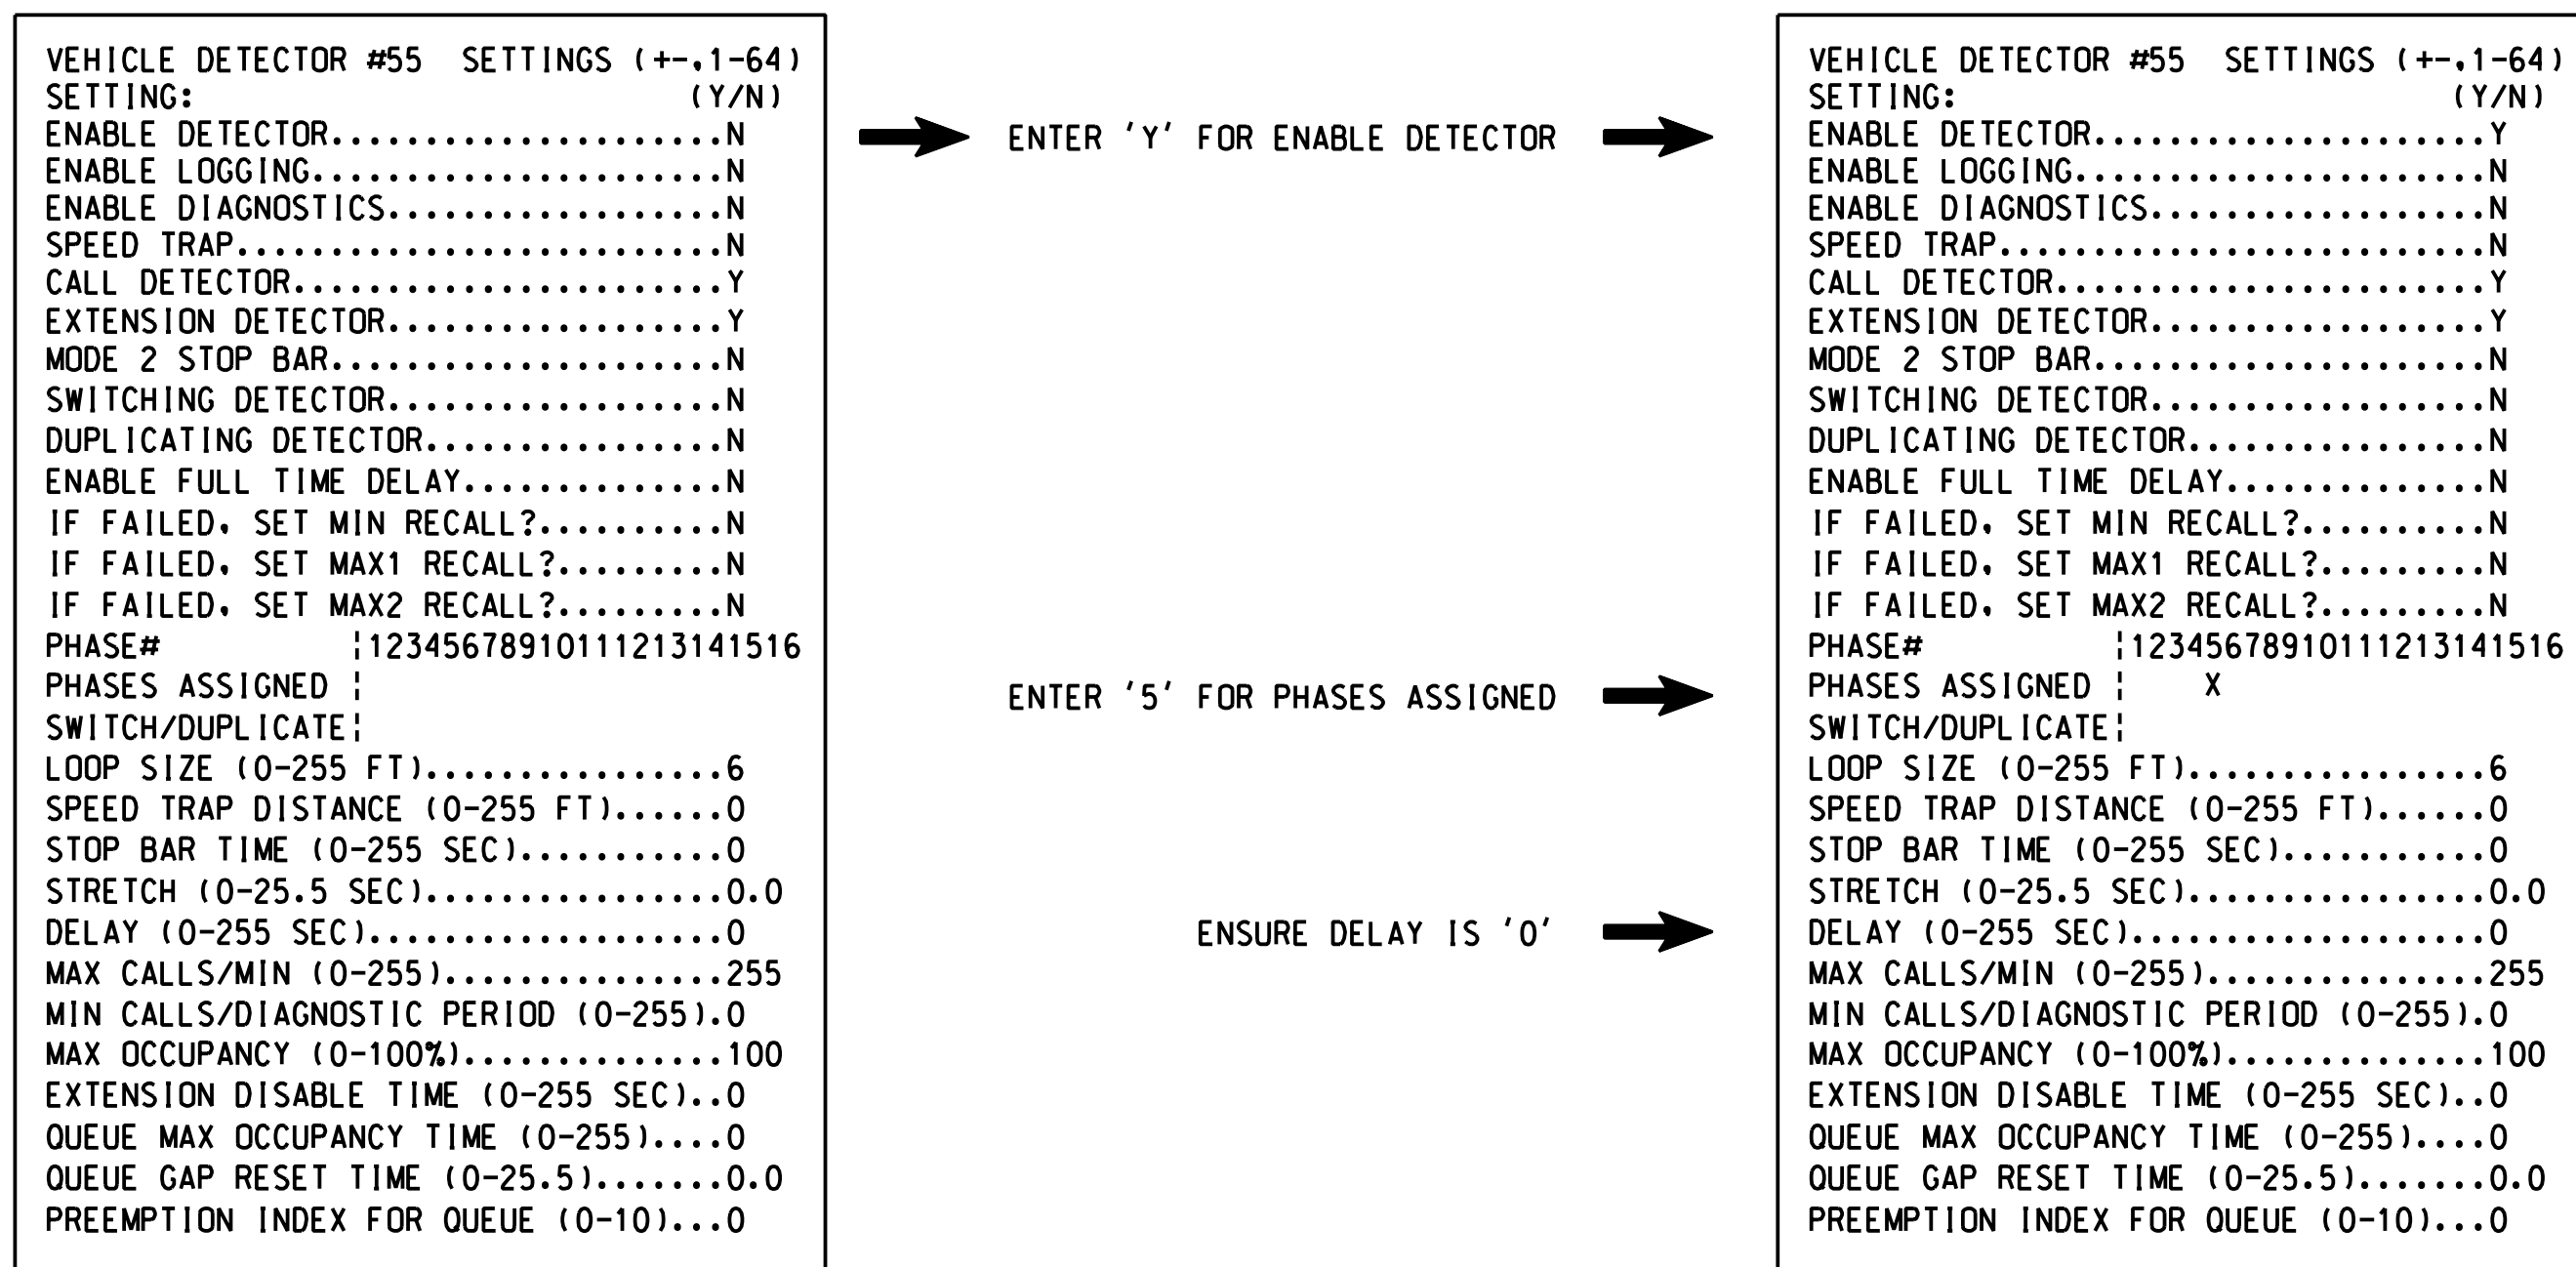 VEHICLE DETECTOR #55  SETTINGS (+-,1-64)
SETTING:                          (Y/N)
ENABLE DETECTOR.....................N
ENABLE LOGGING......................N
ENABLE DIAGNOSTICS..................N
SPEED TRAP..........................N
CALL DETECTOR.......................Y
EXTENSION DETECTOR..................Y
MODE 2 STOP BAR.....................N
SWITCHING DETECTOR..................N
DUPLICATING DETECTOR................N
ENABLE FULL TIME DELAY..............N
IF FAILED, SET MIN RECALL?..........N
IF FAILED, SET MAX1 RECALL?.........N
IF FAILED, SET MAX2 RECALL?.........N
PHASE#          ¦12345678910111213141516
PHASES ASSIGNED ¦
SWITCH/DUPLICATE¦
LOOP SIZE (0-255 FT)................6
SPEED TRAP DISTANCE (0-255 FT)......0
STOP BAR TIME (0-255 SEC)...........0
STRETCH (0-25.5 SEC)................0.0
DELAY (0-255 SEC)...................0
MAX CALLS/MIN (0-255)...............255
MIN CALLS/DIAGNOSTIC PERIOD (0-255).0
MAX OCCUPANCY (0-100%)..............100
EXTENSION DISABLE TIME (0-255 SEC)..0
QUEUE MAX OCCUPANCY TIME (0-255)....0
QUEUE GAP RESET TIME (0-25.5).......0.0
PREEMPTION INDEX FOR QUEUE (0-10)...0
ENTER 'Y' FOR ENABLE DETECTOR
ENTER '5' FOR PHASES ASSIGNED
ENSURE DELAY IS '0'
VEHICLE DETECTOR #55  SETTINGS (+-,1-64)
SETTING:                          (Y/N)
ENABLE DETECTOR.....................Y
ENABLE LOGGING......................N
ENABLE DIAGNOSTICS..................N
SPEED TRAP..........................N
CALL DETECTOR.......................Y
EXTENSION DETECTOR..................Y
MODE 2 STOP BAR.....................N
SWITCHING DETECTOR..................N
DUPLICATING DETECTOR................N
ENABLE FULL TIME DELAY..............N
IF FAILED, SET MIN RECALL?..........N
IF FAILED, SET MAX1 RECALL?.........N
IF FAILED, SET MAX2 RECALL?.........N
PHASE#          ¦12345678910111213141516
PHASES ASSIGNED ¦    X
SWITCH/DUPLICATE¦
LOOP SIZE (0-255 FT)................6
SPEED TRAP DISTANCE (0-255 FT)......0
STOP BAR TIME (0-255 SEC)...........0
STRETCH (0-25.5 SEC)................0.0
DELAY (0-255 SEC)...................0
MAX CALLS/MIN (0-255)...............255
MIN CALLS/DIAGNOSTIC PERIOD (0-255).0
MAX OCCUPANCY (0-100%)..............100
EXTENSION DISABLE TIME (0-255 SEC)..0
QUEUE MAX OCCUPANCY TIME (0-255)....0
QUEUE GAP RESET TIME (0-25.5).......0.0
PREEMPTION INDEX FOR QUEUE (0-10)...0